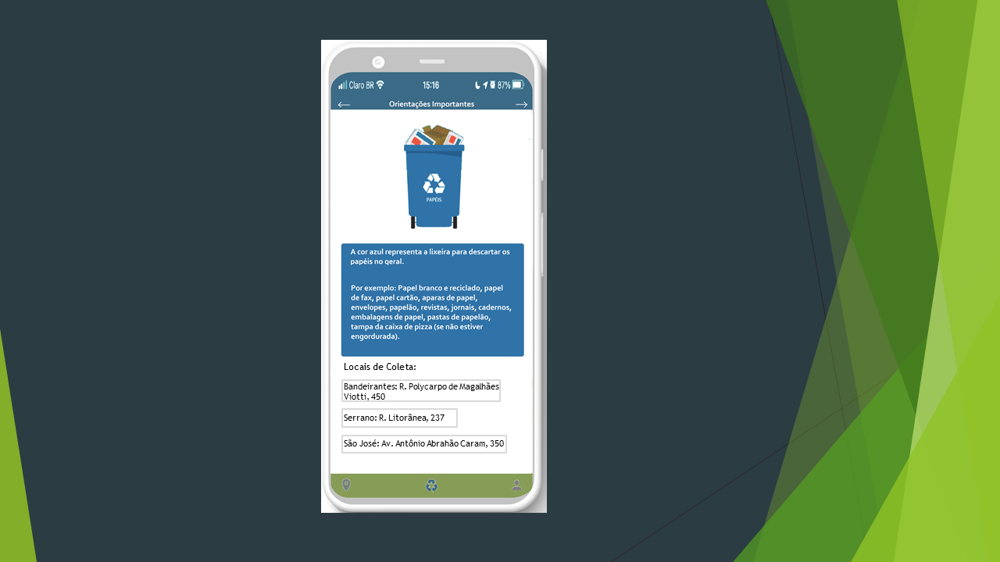 Claro BR 15:16 87%
Orientações Importantes
PAPÉIS
A cor azul representa a lixeira para descartar os
papéis no geral.
Por exemplo: Papel branco e reciclado, papel
de fax, papel cartão, aparas de papel,
envelopes, papelão, revistas, jornais, cadernos,
embalagens de papel, pastas de papelão,
tampa da caixa de pizza (se não estiver
engordurada).
Locais de Coleta:
Bandeirantes: R. Polycarpo de Magalhães
Viotti, 450
Serrano: R. Litorânea, 237
São José: Av. Antônio Abrahão Caram, 350